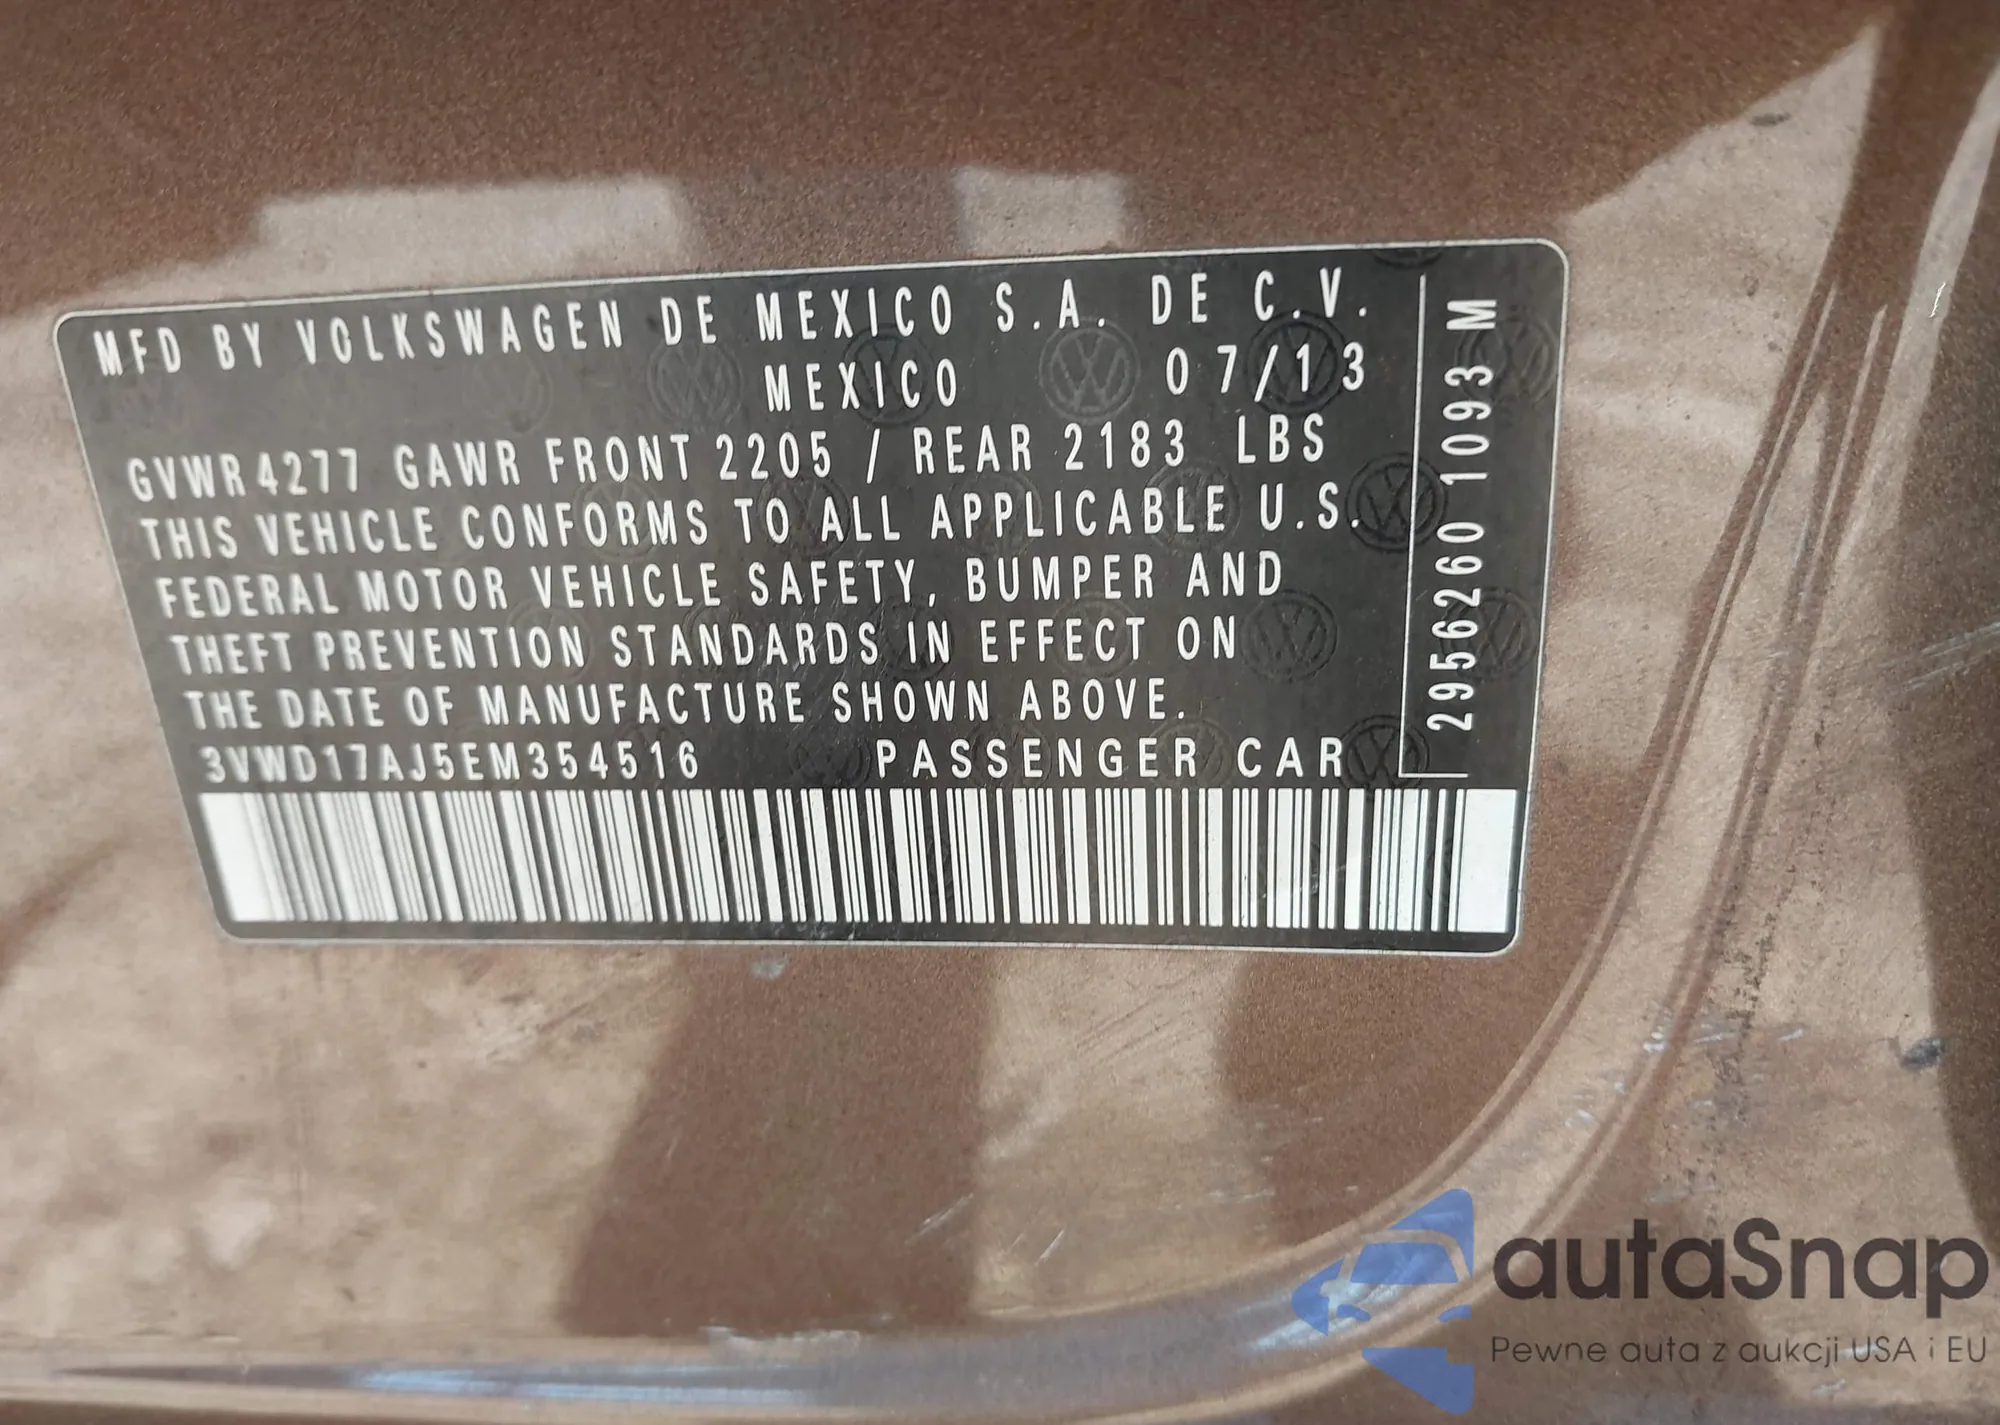 MFD BY VOLKSWAGEN DE MEXICO S.A. DE C.V.
MEXICO 07/13
GVWR 4277 GAWR FRONT 2205 / REAR 2183 LBS
THIS VEHICLE CONFORMS TO ALL APPLICABLE U.S.
FEDERAL MOTOR VEHICLE SAFETY, BUMPER AND
THEFT PREVENTION STANDARDS IN EFFECT ON
THE DATE OF MANUFACTURE SHOWN ABOVE.
3VWD17AJ5EM354516 PASSENGER CAR
2956260 1093 M
autaSnap
Pewne auta z aukcji USA i EU